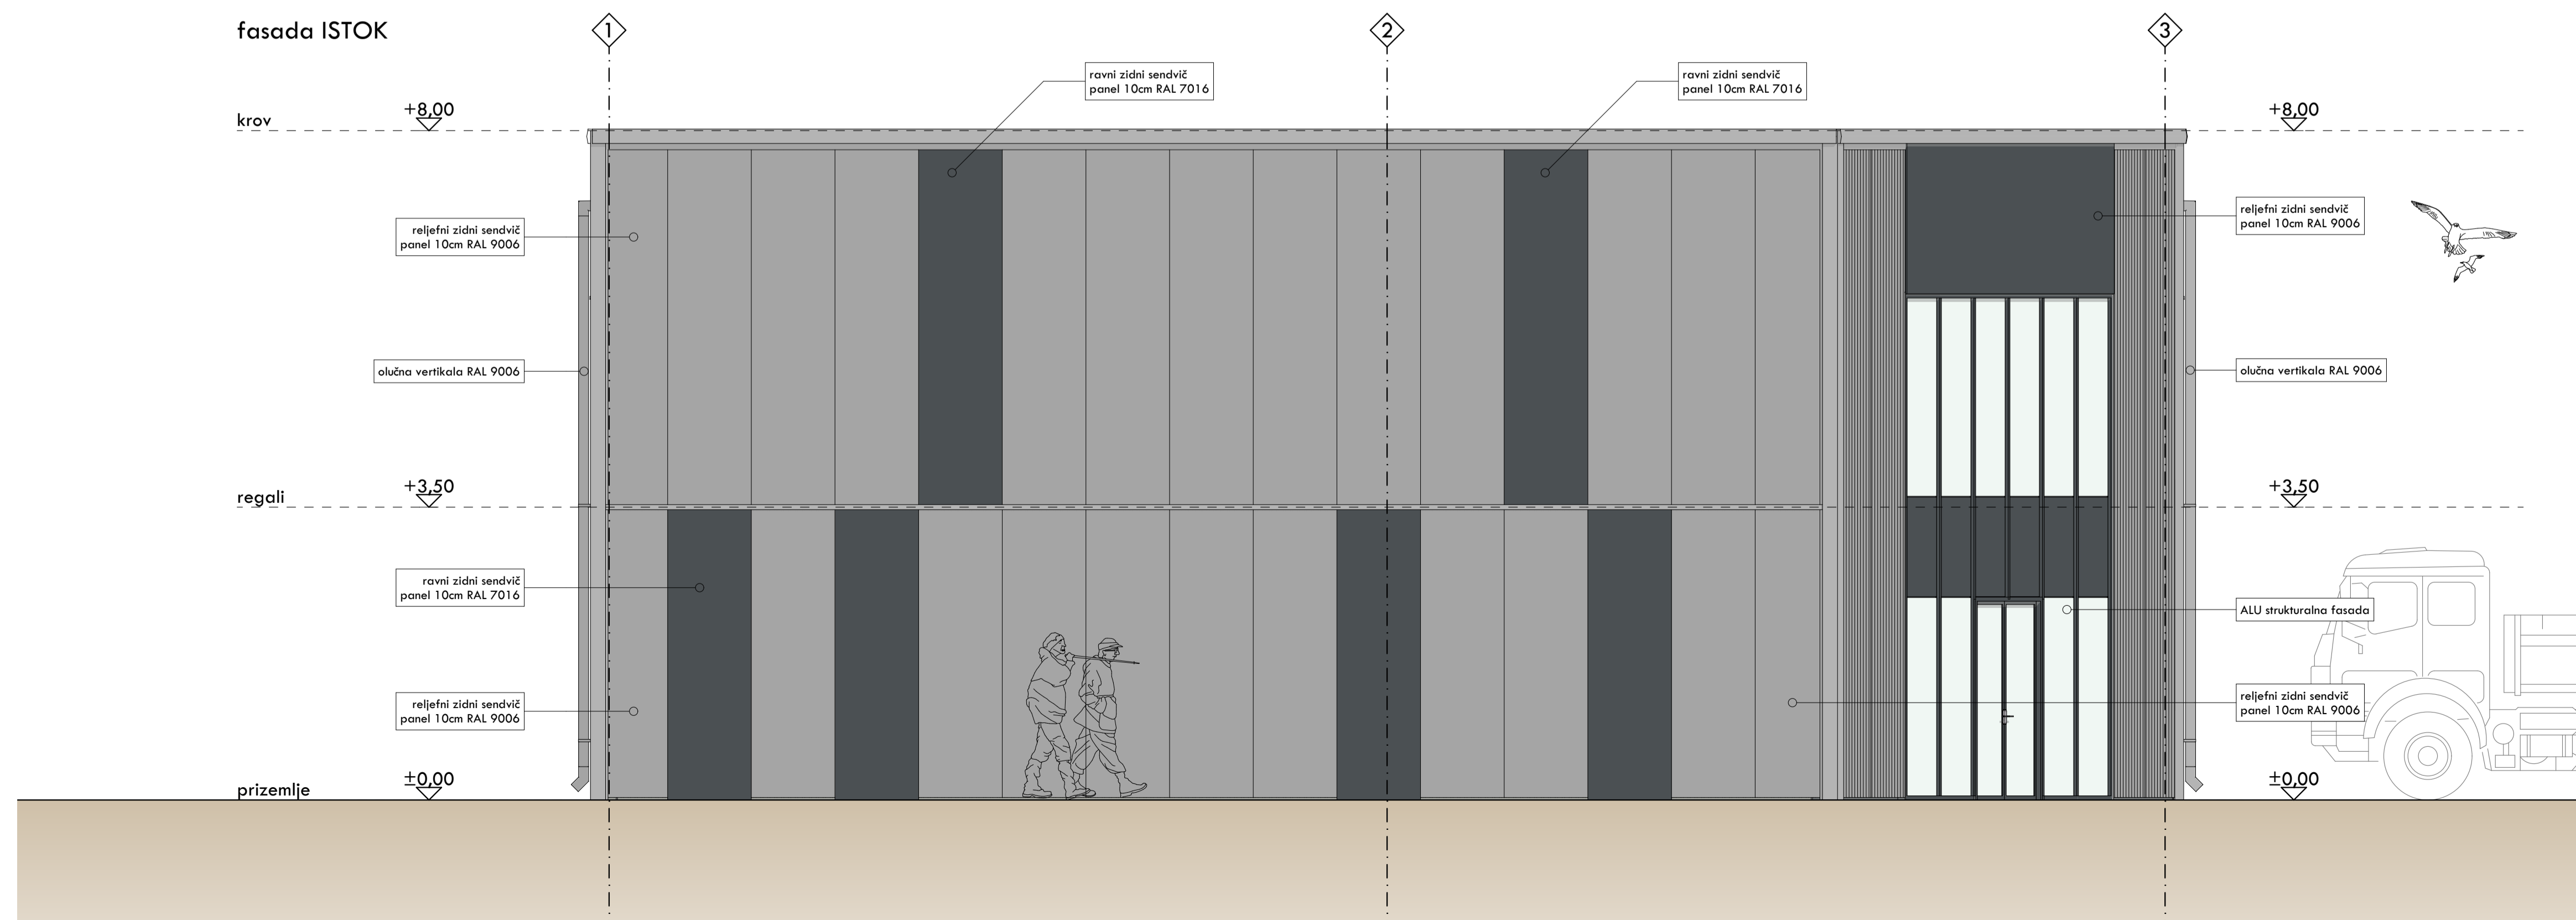 fasada ISTOK
1
2
3
ravni zidni sendvič
panel 10cm RAL 7016
ravni zidni sendvič
panel 10cm RAL 7016
krov
+8,00
+8,00
reljefni zidni sendvič
panel 10cm RAL 9006
reljefni zidni sendvič
panel 10cm RAL 9006
olučna vertikala RAL 9006
olučna vertikala RAL 9006
regali
+3,50
+3,50
ravni zidni sendvič
panel 10cm RAL 7016
ALU strukturalna fasada
reljefni zidni sendvič
panel 10cm RAL 9006
reljefni zidni sendvič
panel 10cm RAL 9006
prizemlje
±0,00
±0,00